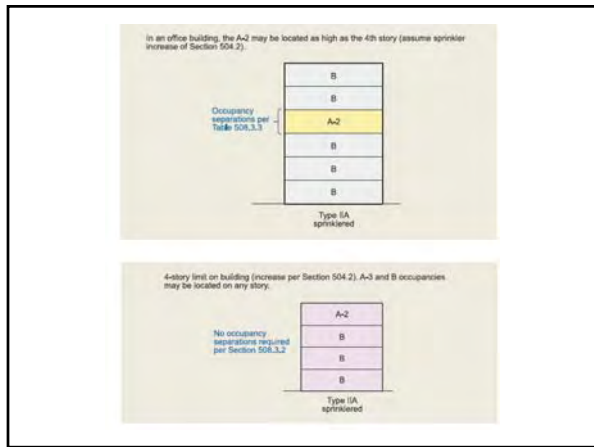 In an office building, the A-2 may be located as high as the 4th story (assume sprinkler
increase of Section 504.2).
B
B
Occupancy
separations per
Table 508.3.3
A-2
B
B
B
Type IIA
sprinklered
4-story limit on building (increase per Section 504.2). A-3 and B occupancies
may be located on any story.
A-2
No occupancy
separations required
per Section 508.3.2
B
B
B
Type IIA
sprinklered